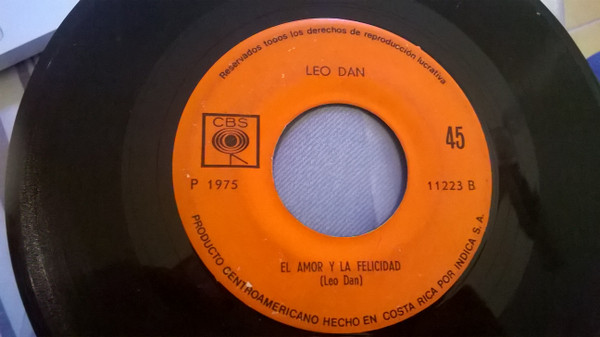 Reservados todos los derechos de reproducción lucrativa
LEO DAN
CBS
45
P 1975
11223 B
EL AMOR Y LA FELICIDAD
(Leo Dan)
PRODUCTO CENTROAMERICANO HECHO EN COSTA RICA POR INDICA S. A.